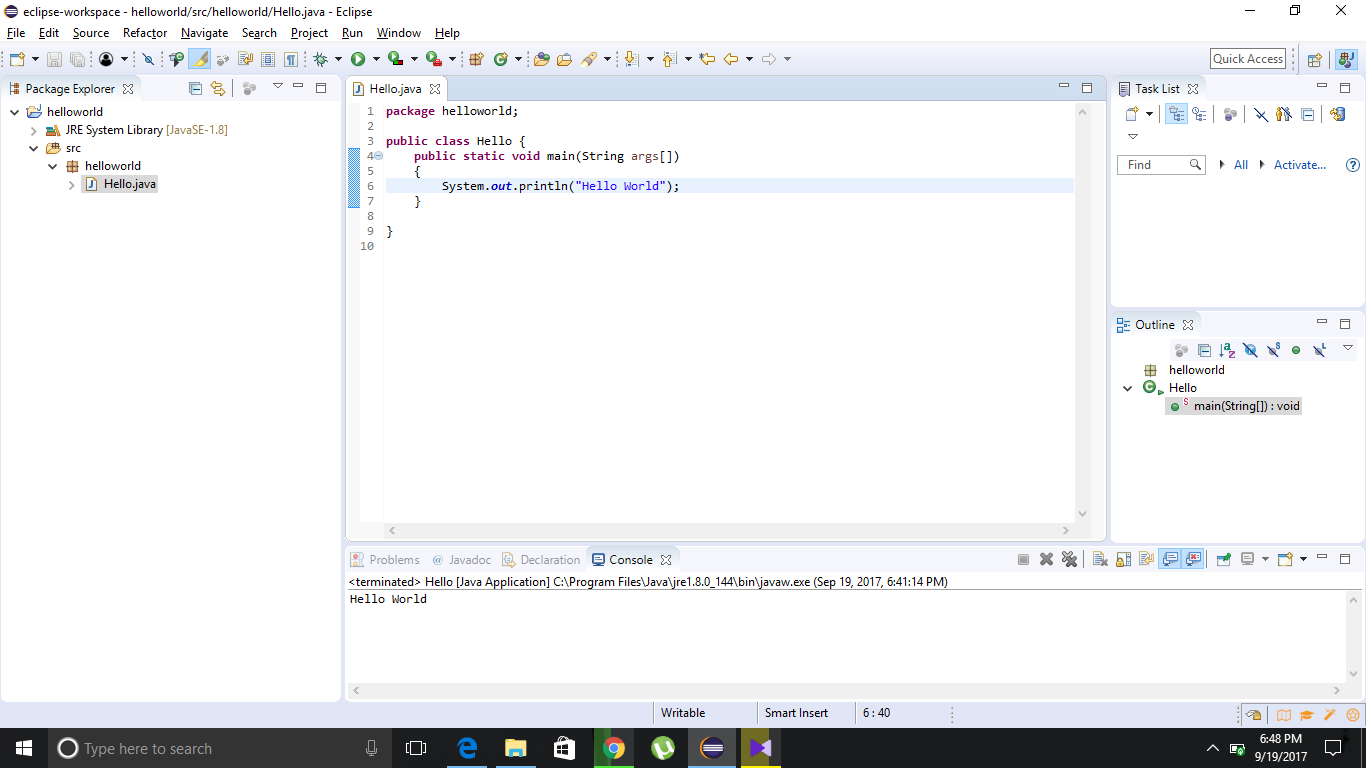 eclipse-workspace - helloworld/src/helloworld/Hello.java - Eclipse
File Edit Source Refactor Navigate Search Project Run Window Help
Quick Access
Package Explorer
helloworld
JRE System Library [JavaSE-1.8]
src
helloworld
Hello.java
Hello.java
1 package helloworld;
2
3 public class Hello {
4 public static void main(String args[])
5 {
6 System.out.println("Hello World");
7 }
8
9 }
10
Task List
Find All Activate...
Outline
helloworld
Hello
main(String[]) : void
Problems @ Javadoc Declaration Console
<terminated> Hello [Java Application] C:\Program Files\Java\jre1.8.0_144\bin\javaw.exe (Sep 19, 2017, 6:41:14 PM)
Hello World
Writable Smart Insert 6 : 40
Type here to search
6:48 PM
9/19/2017